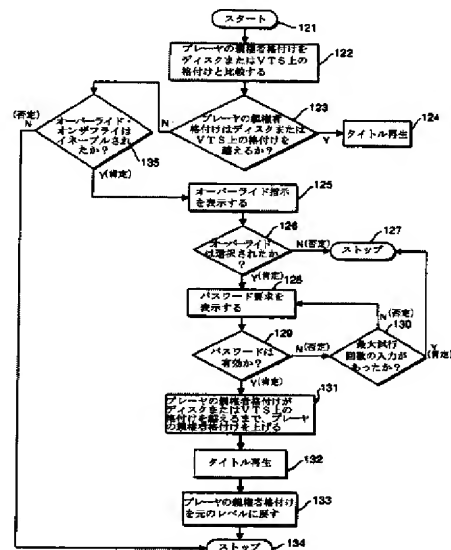 スタート
121
プレーヤの親権者格付けを
ディスクまたはVTS上の
格付けと比較する
122
123
プレーヤの親権者
格付けはディスクまたは
VTS上の格付けを
越えるか?
N
Y
124
タイトル再生
(否定)
N
オーバーライド・
オンザフライは
イネーブルされ
たか?
135
Y(肯定)
125
オーバーライド指示
を表示する
126
オーバーライド
は選択されたか
?
N(否定)
127
ストップ
Y(肯定)
128
パスワード要求を
表示する
129
パスワードは
有効か?
N(否定)
N(否定)
130
最大試行
回数の入力が
あったか?
Y
(肯定)
Y(肯定)
131
プレーヤの親権者格付けが
ディスクまたはVTS上の
格付けを越えるまで、プレーヤ
の親権者格付けを上げる
タイトル再生
132
プレーヤの親権者格付け
を元のレベルに戻す
133
ストップ
134